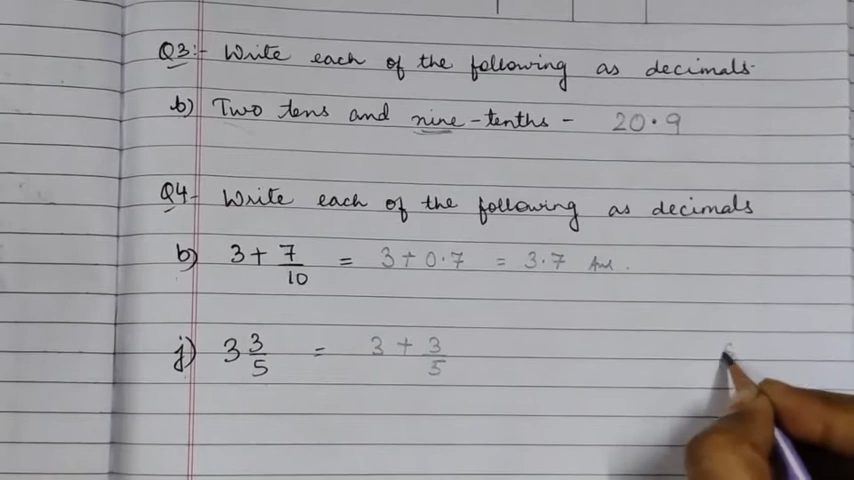 Q3:- Write each of the following as decimals.
b) Two tens and nine-tenths - 20.9
Q4- Write each of the following as decimals
b) 3 + 7/10 = 3 + 0.7 = 3.7 Ans.
j) 3 3/5 = 3 + 3/5